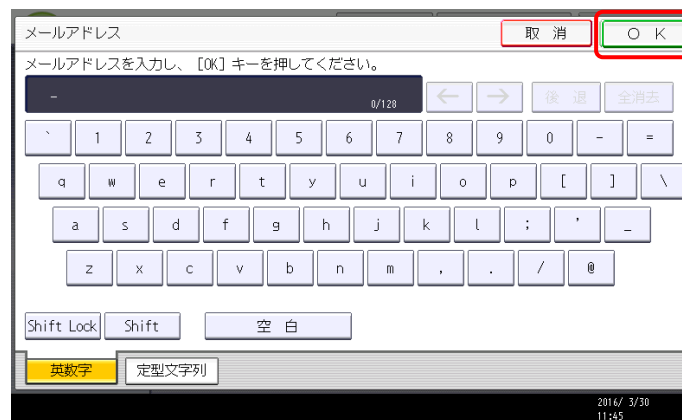 メールアドレス 取 消 O K
メールアドレスを入力し、[OK]キーを押してください。
_ 0/128 ← → 後 退 全消去
` 1 2 3 4 5 6 7 8 9 0 - =
q w e r t y u i o p [ ] \
a s d f g h j k l ; ' _
z x c v b n m , . / @
Shift Lock Shift 空 白
英数字 定型文字列
2016/ 3/30
11:45